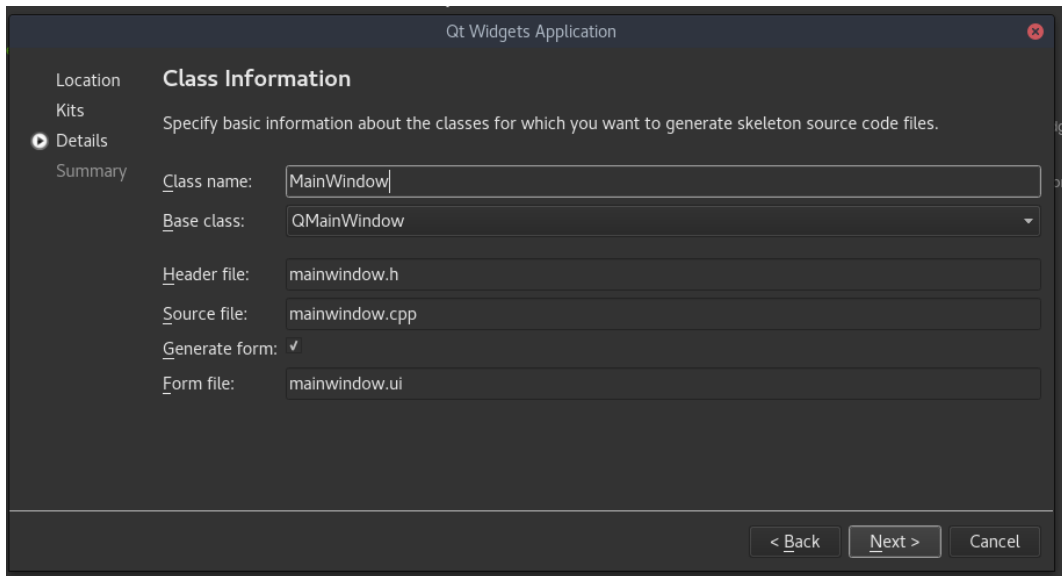 Qt Widgets Application
Location
Kits
Details
Summary
Class Information
Specify basic information about the classes for which you want to generate skeleton source code files.
Class name: MainWindow
Base class: QMainWindow
Header file: mainwindow.h
Source file: mainwindow.cpp
Generate form:
Form file: mainwindow.ui
< Back Next > Cancel